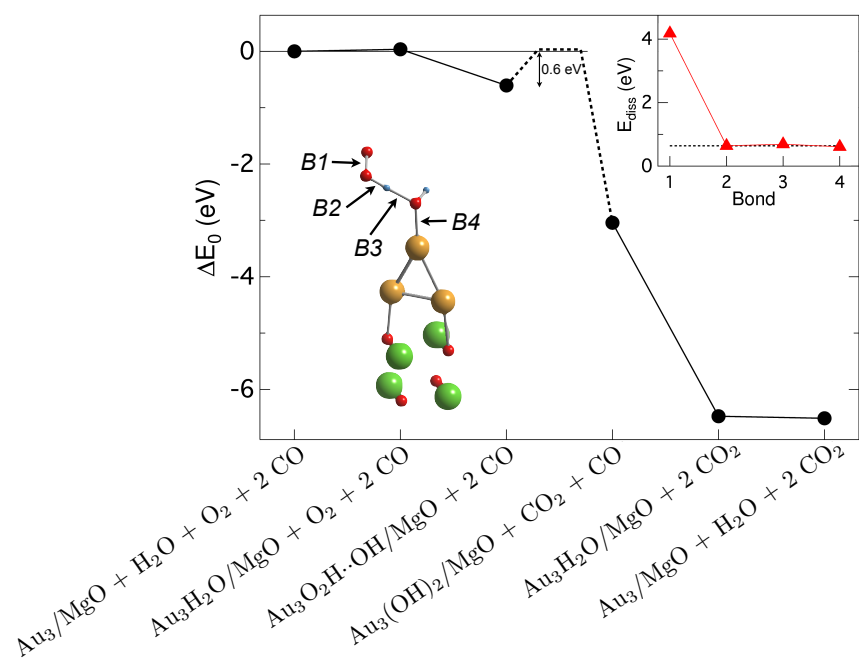 0
-2
-4
-6
ΔE₀ (eV)
0.6 eV
B1
B2
B3
B4
4
2
0
E_diss (eV)
1 2 3 4
Bond
Au₃/MgO + H₂O + O₂ + 2 CO
Au₃H₂O/MgO + O₂ + 2 CO
Au₃O₂H··OH/MgO + 2 CO
Au₃(OH)₂/MgO + CO₂ + CO
Au₃H₂O/MgO + 2 CO₂
Au₃/MgO + H₂O + 2 CO₂